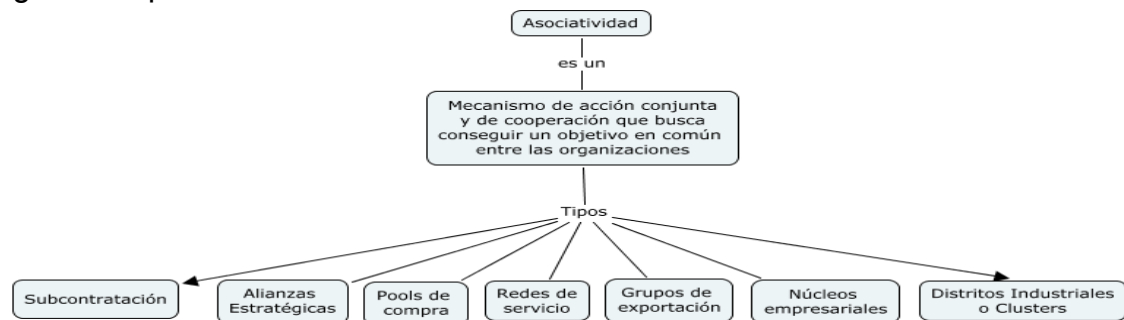 Asociatividad
es un
Mecanismo de acción conjunta
y de cooperación que busca
conseguir un objetivo en común
entre las organizaciones
Tipos
Subcontratación
Alianzas
Estratégicas
Pools de
compra
Redes de
servicio
Grupos de
exportación
Núcleos
empresariales
Distritos Industriales
o Clusters